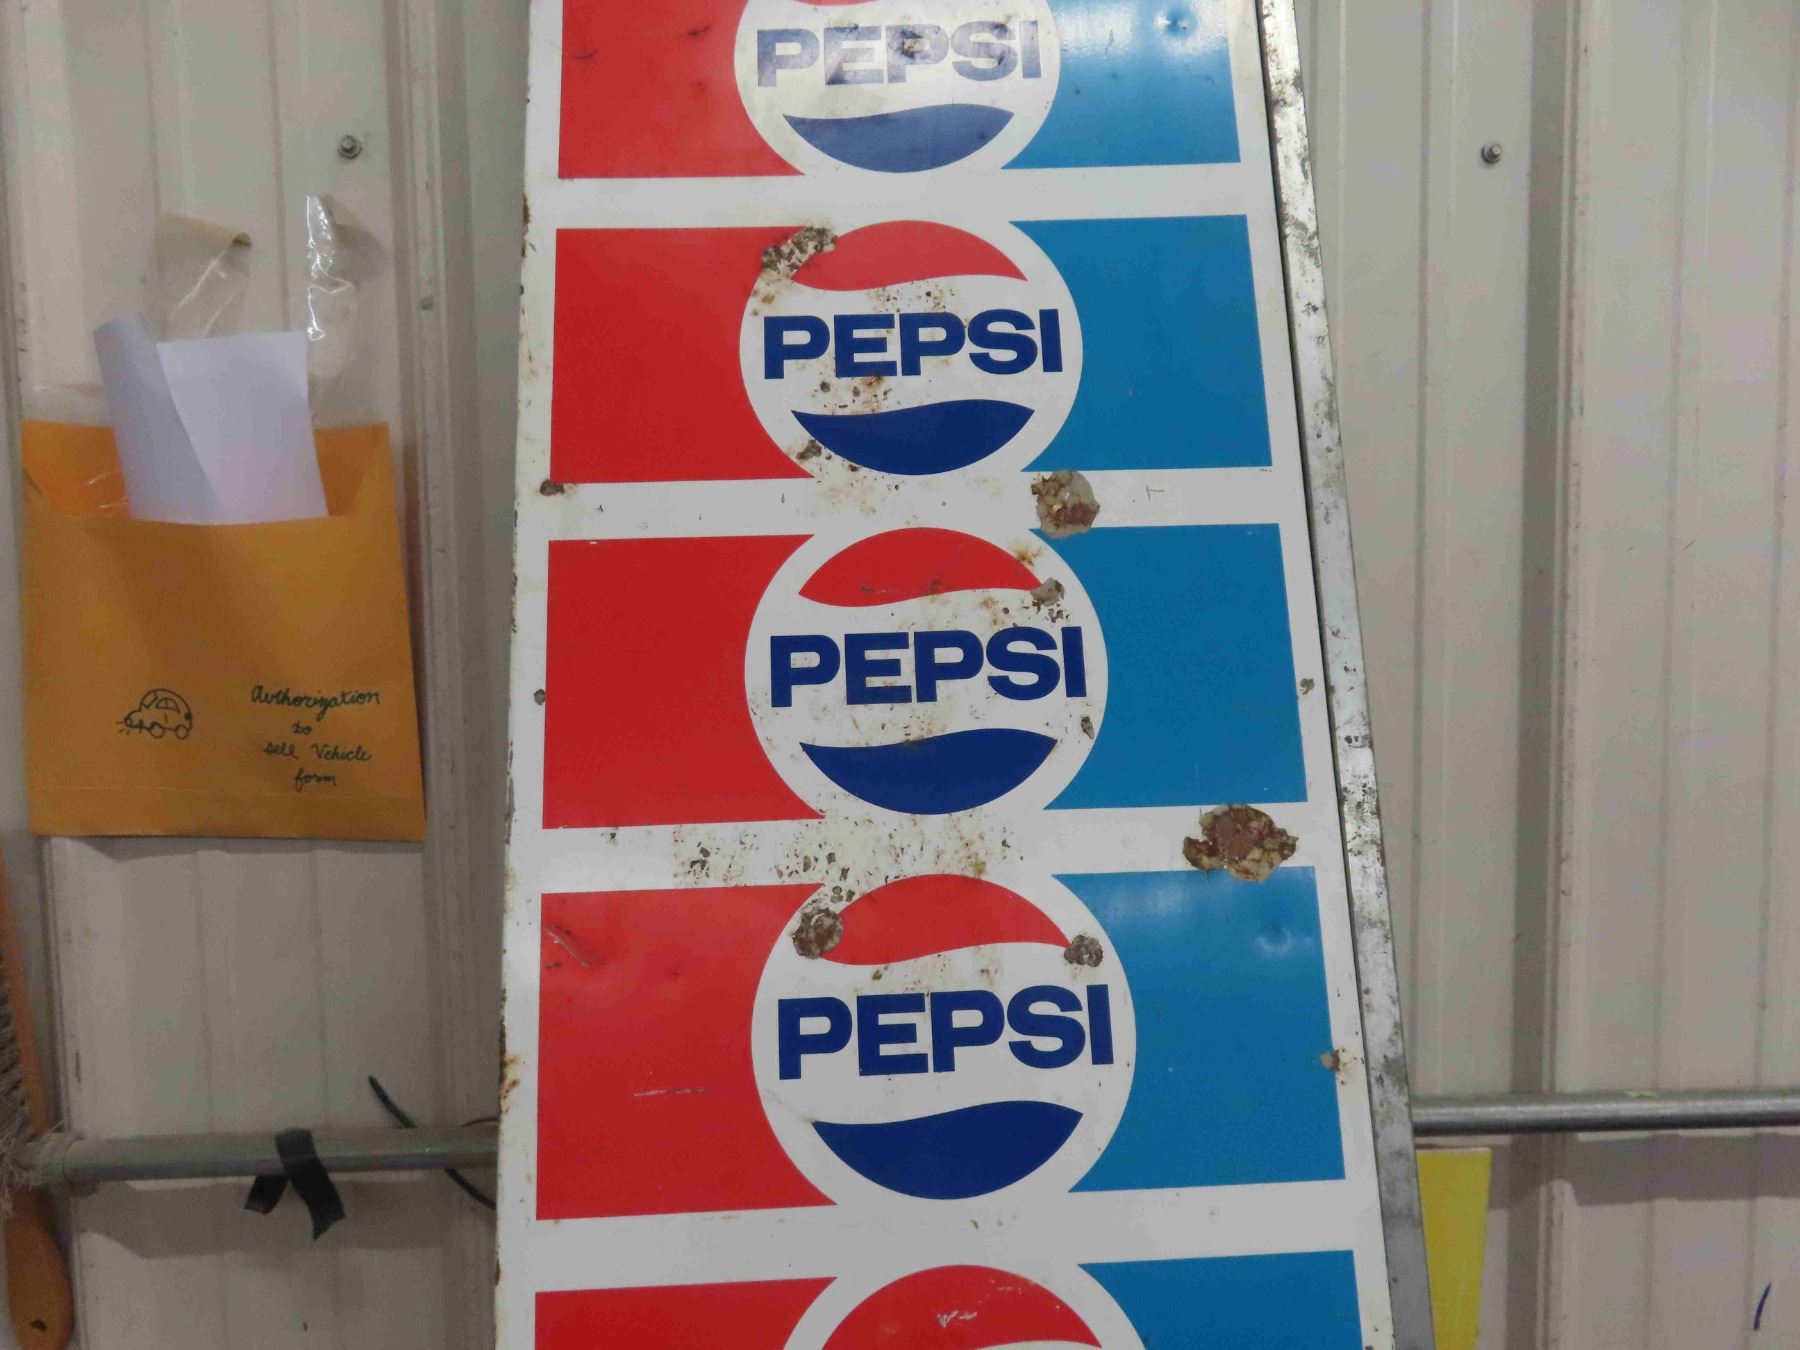 PEPSI
PEPSI
PEPSI
PEPSI
Authorization
to
sell Vehicle
form